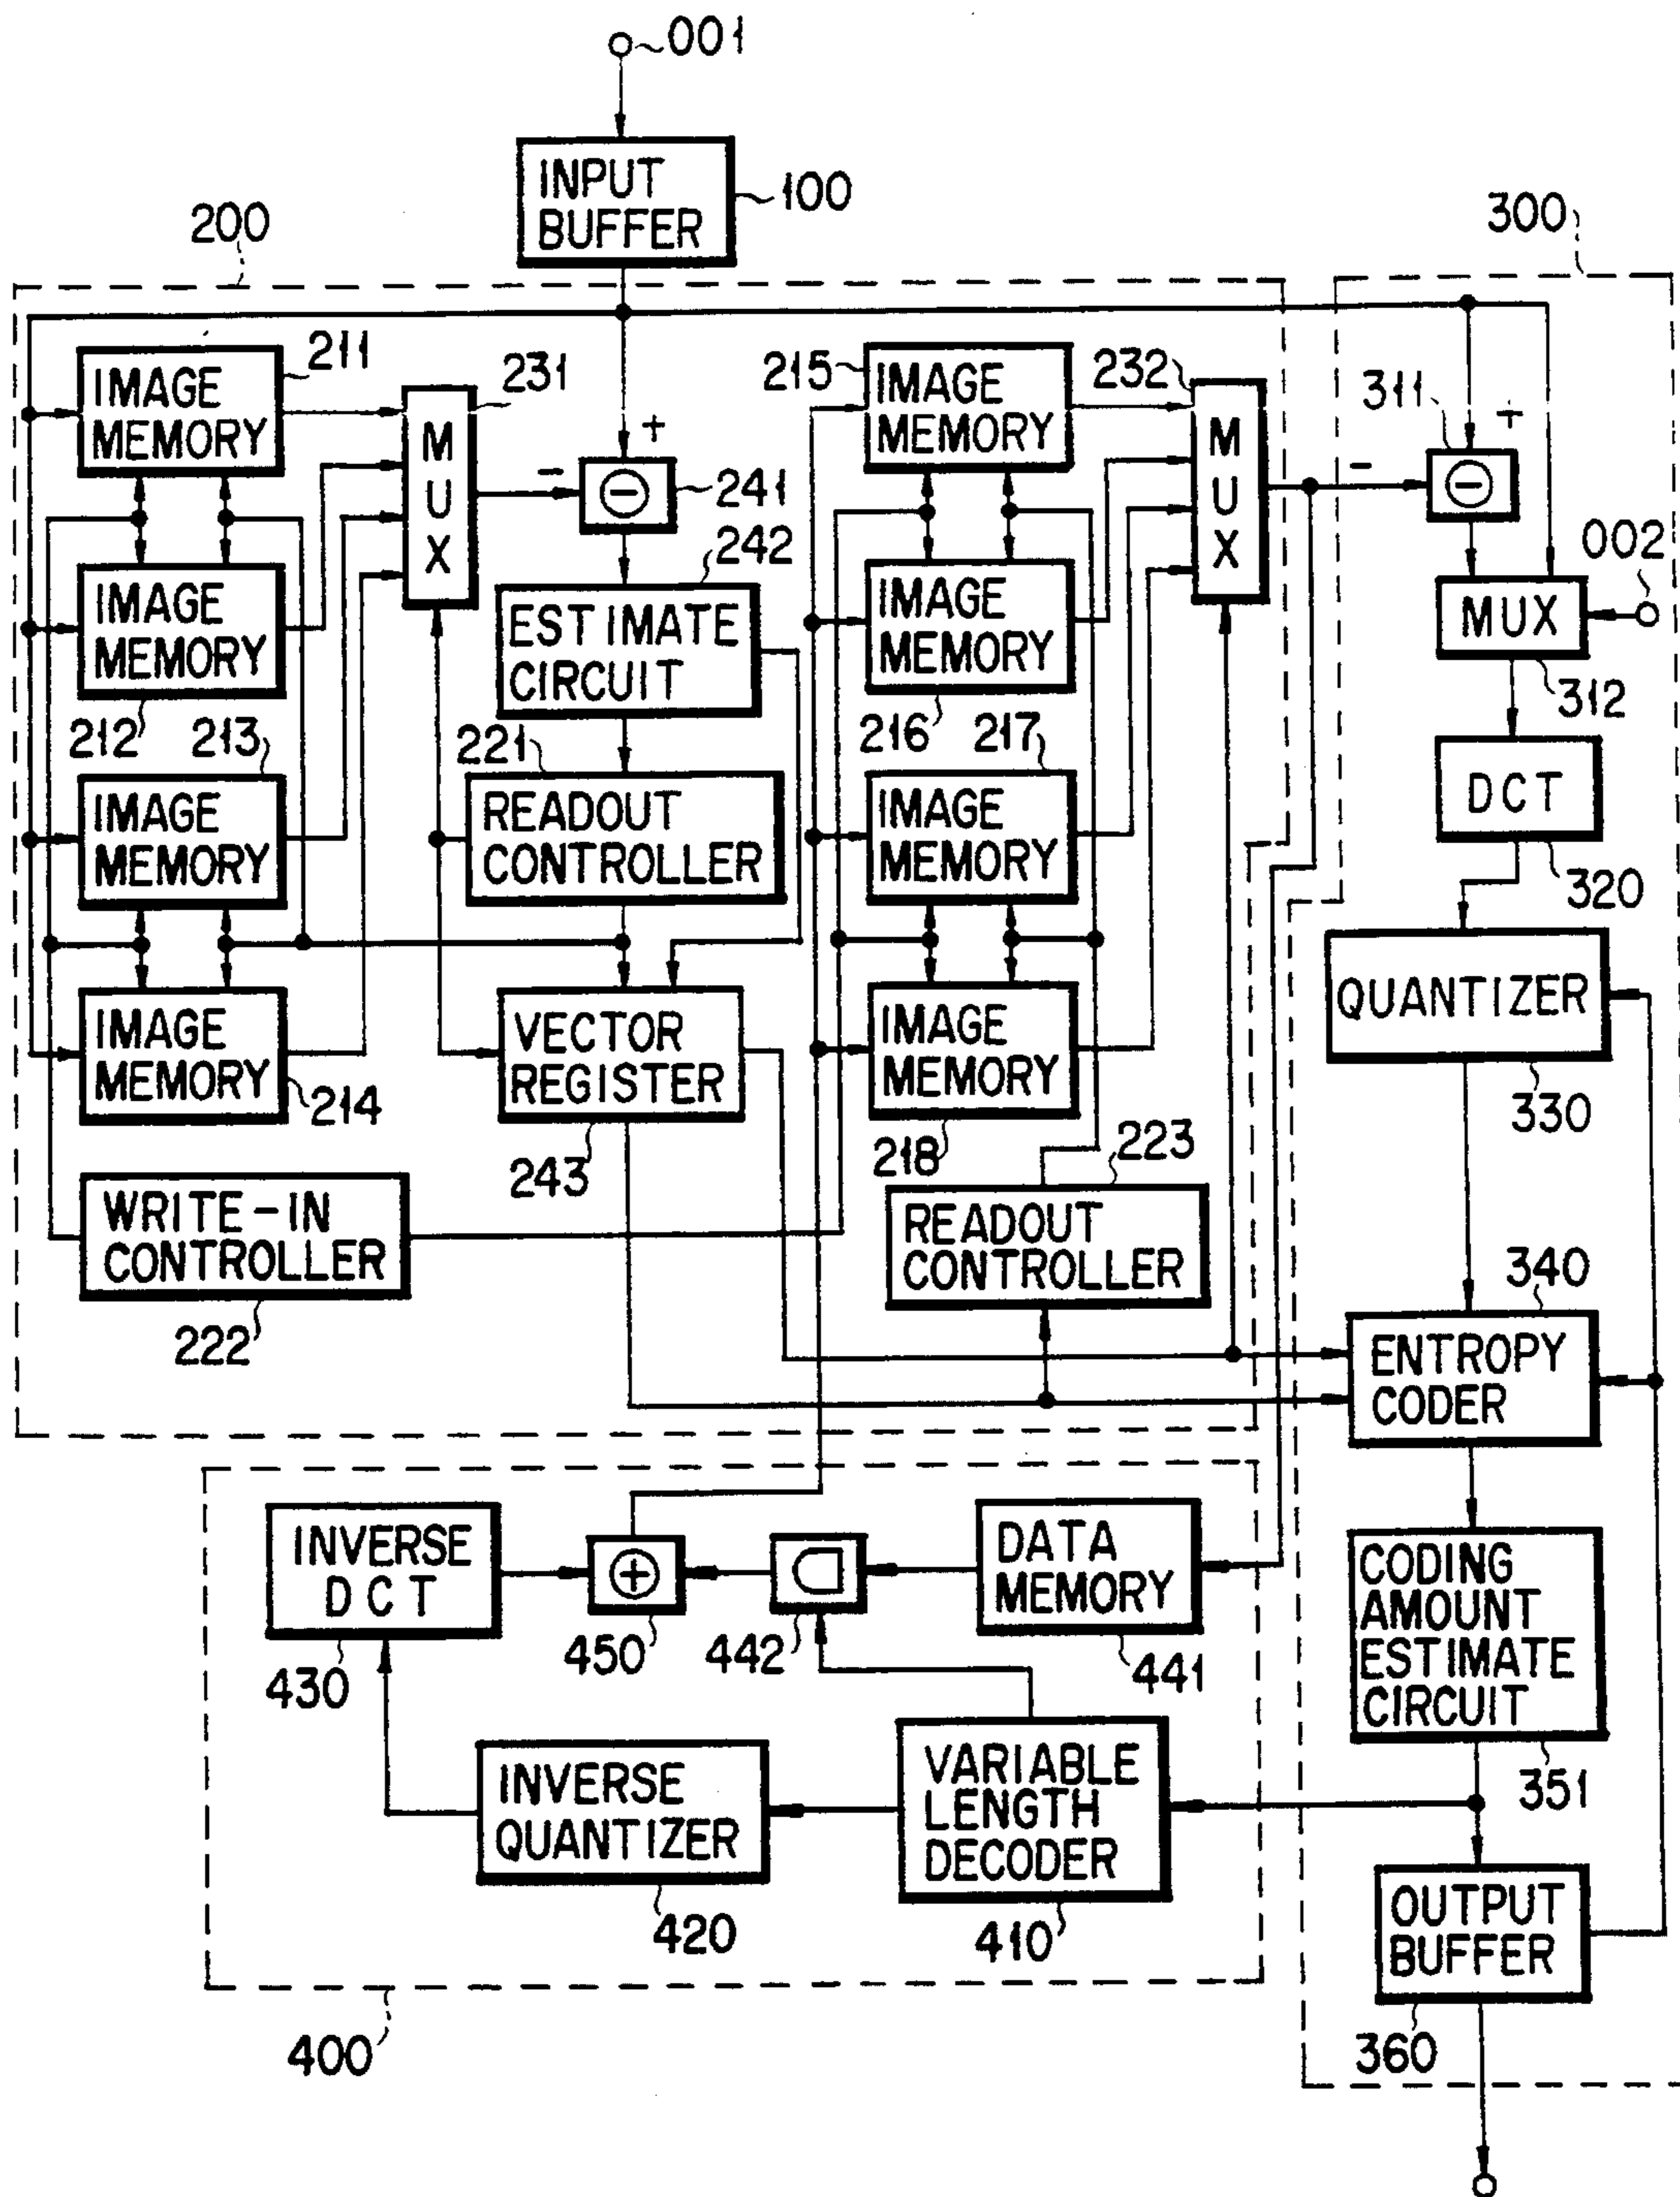 001
INPUT
BUFFER
100
200
300
IMAGE
MEMORY
211
MUX
231
+
-
241
242
215
IMAGE
MEMORY
232
MUX
311
+
-
002
IMAGE
MEMORY
212
213
ESTIMATE
CIRCUIT
221
IMAGE
MEMORY
216
217
MUX
312
IMAGE
MEMORY
READOUT
CONTROLLER
IMAGE
MEMORY
DCT
320
IMAGE
MEMORY
214
VECTOR
REGISTER
243
IMAGE
MEMORY
218
223
QUANTIZER
330
WRITE-IN
CONTROLLER
222
READOUT
CONTROLLER
340
ENTROPY
CODER
INVERSE
DCT
430
450
442
DATA
MEMORY
441
CODING
AMOUNT
ESTIMATE
CIRCUIT
351
INVERSE
QUANTIZER
420
VARIABLE
LENGTH
DECODER
410
OUTPUT
BUFFER
360
400